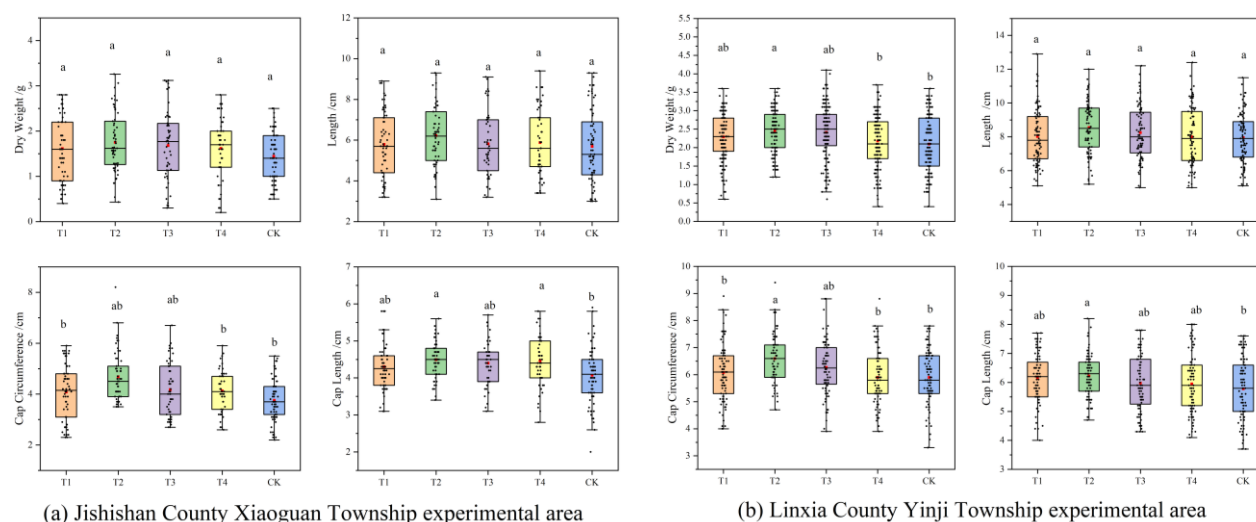 4
3
2
1
0
Dry Weight /g
a
a
a
a
a
T1
T2
T3
T4
CK
12
10
8
6
4
2
Length /cm
a
a
a
a
a
T1
T2
T3
T4
CK
5.5
5.0
4.5
4.0
3.5
3.0
2.5
2.0
1.5
1.0
0.5
0.0
Dry Weight /g
ab
a
ab
b
b
T1
T2
T3
T4
CK
14
12
10
8
6
4
Length /cm
a
a
a
a
a
T1
T2
T3
T4
CK
8
6
4
2
Cap Circumference /cm
b
ab
ab
b
b
T1
T2
T3
T4
CK
7
6
5
4
3
2
Cap Length /cm
ab
a
ab
a
b
T1
T2
T3
T4
CK
10
9
8
7
6
5
4
3
Cap Circumference /cm
b
a
ab
b
b
T1
T2
T3
T4
CK
10
9
8
7
6
5
4
3
Cap Length /cm
ab
a
ab
ab
b
T1
T2
T3
T4
CK
(a) Jishishan County Xiaoguan Township experimental area
(b) Linxia County Yinji Township experimental area